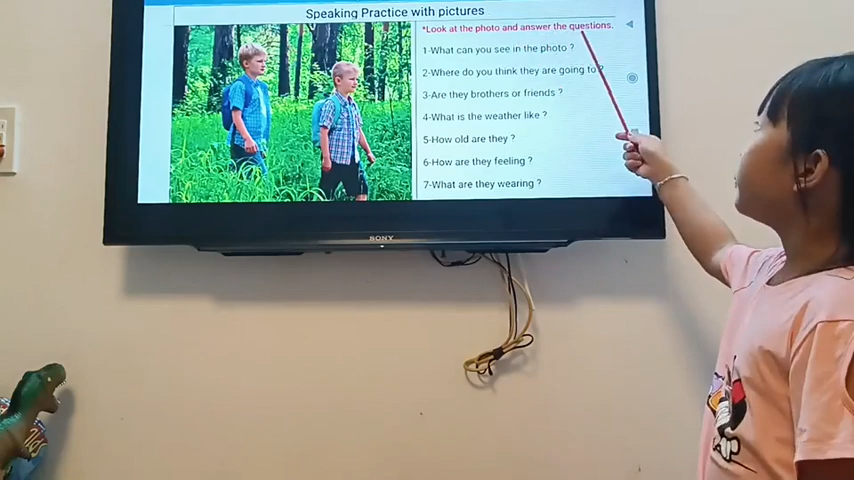 Speaking Practice with pictures
*Look at the photo and answer the questions.
1-What can you see in the photo ?
2-Where do you think they are going to ?
3-Are they brothers or friends ?
4-What is the weather like ?
5-How old are they ?
6-How are they feeling ?
7-What are they wearing ?
SONY